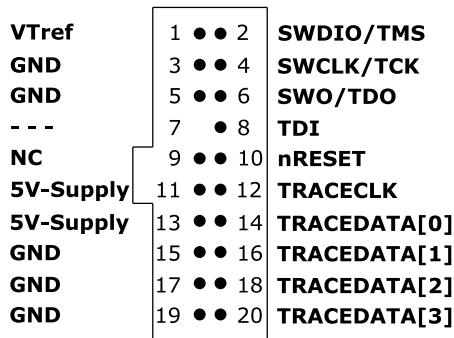 VTref 1 ● ● 2 SWDIO/TMS
GND 3 ● ● 4 SWCLK/TCK
GND 5 ● ● 6 SWO/TDO
--- 7 ● 8 TDI
NC 9 ● ● 10 nRESET
5V-Supply 11 ● ● 12 TRACECLK
5V-Supply 13 ● ● 14 TRACEDATA[0]
GND 15 ● ● 16 TRACEDATA[1]
GND 17 ● ● 18 TRACEDATA[2]
GND 19 ● ● 20 TRACEDATA[3]